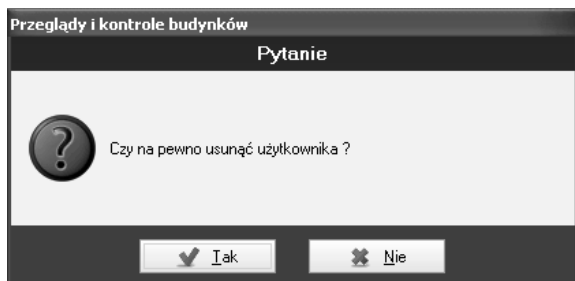 Przeglądy i kontrole budynków
Pytanie
Czy na pewno usunąć użytkownika ?
Tak Nie